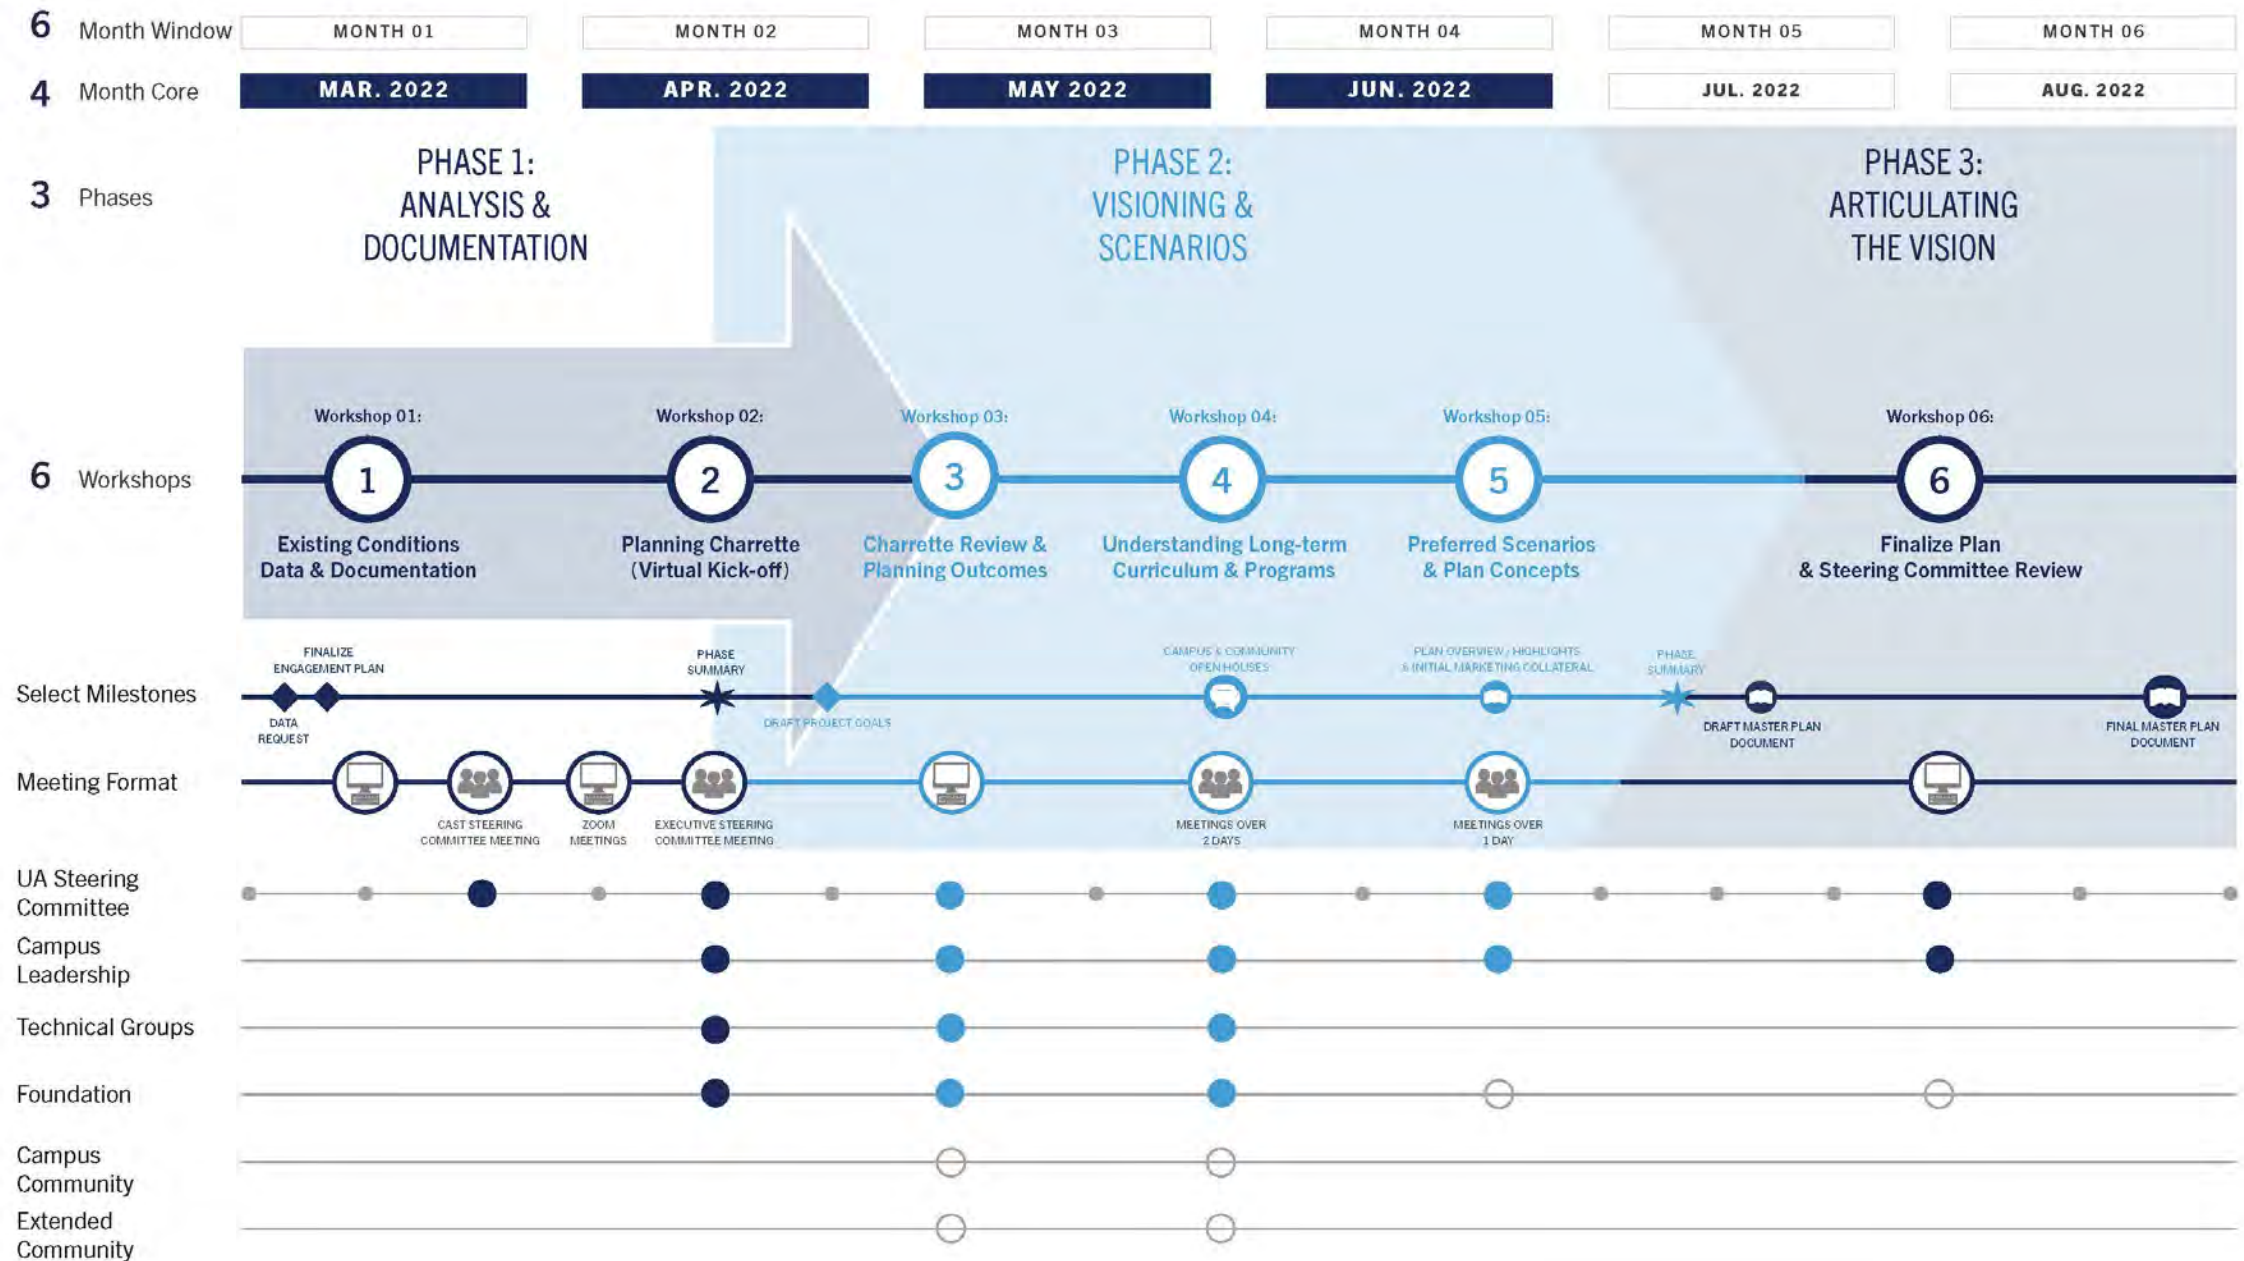 6 Month Window
MONTH 01
MONTH 02
MONTH 03
MONTH 04
MONTH 05
MONTH 06
4 Month Core
MAR. 2022
APR. 2022
MAY 2022
JUN. 2022
JUL. 2022
AUG. 2022
3 Phases
PHASE 1:
ANALYSIS &
DOCUMENTATION
PHASE 2:
VISIONING &
SCENARIOS
PHASE 3:
ARTICULATING
THE VISION
6 Workshops
Workshop 01:
1
Existing Conditions
Data & Documentation
Workshop 02:
2
Planning Charrette
(Virtual Kick-off)
Workshop 03:
3
Charrette Review &
Planning Outcomes
Workshop 04:
4
Understanding Long-term
Curriculum & Programs
Workshop 05:
5
Preferred Scenarios
& Plan Concepts
Workshop 06:
6
Finalize Plan
& Steering Committee Review
Select Milestones
DATA
REQUEST
FINALIZE
ENGAGEMENT PLAN
PHASE
SUMMARY
DRAFT PROJECT GOALS
CAMPUS & COMMUNITY
OPEN HOUSES
PLAN OVERVIEW / HIGHLIGHTS
& INITIAL MARKETING COLLATERAL
PHASE
SUMMARY
DRAFT MASTER PLAN
DOCUMENT
FINAL MASTER PLAN
DOCUMENT
Meeting Format
CAST STEERING
COMMITTEE MEETING
ZOOM
MEETINGS
EXECUTIVE STEERING
COMMITTEE MEETING
MEETINGS OVER
2 DAYS
MEETINGS OVER
1 DAY
UA Steering
Committee
Campus
Leadership
Technical Groups
Foundation
Campus
Community
Extended
Community